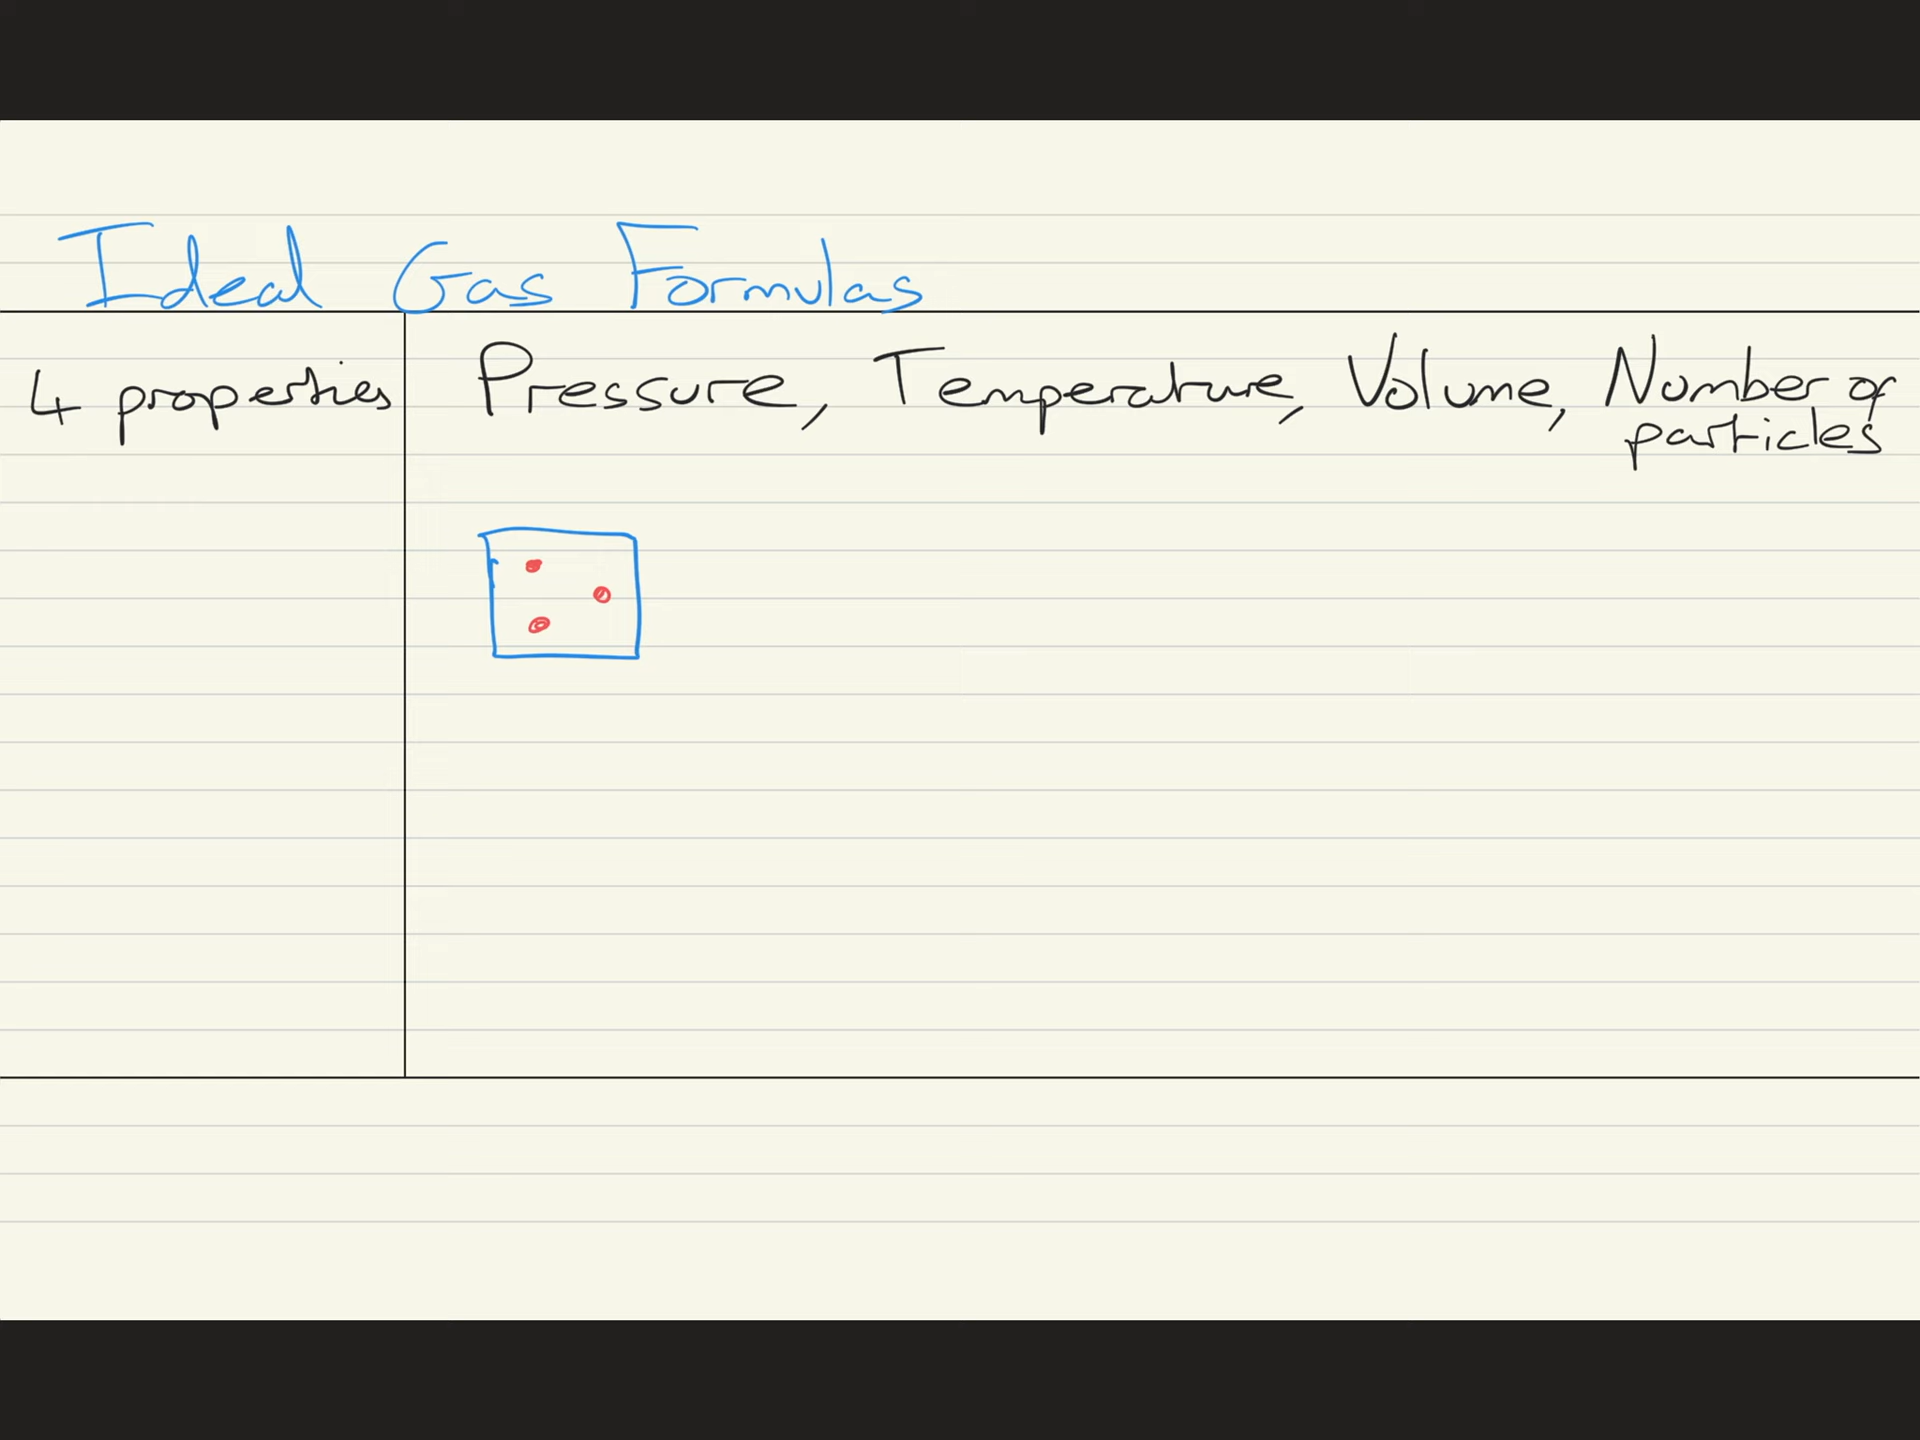 Ideal Gas Formulas
4 properties
Pressure, Temperature, Volume, Number of
particles